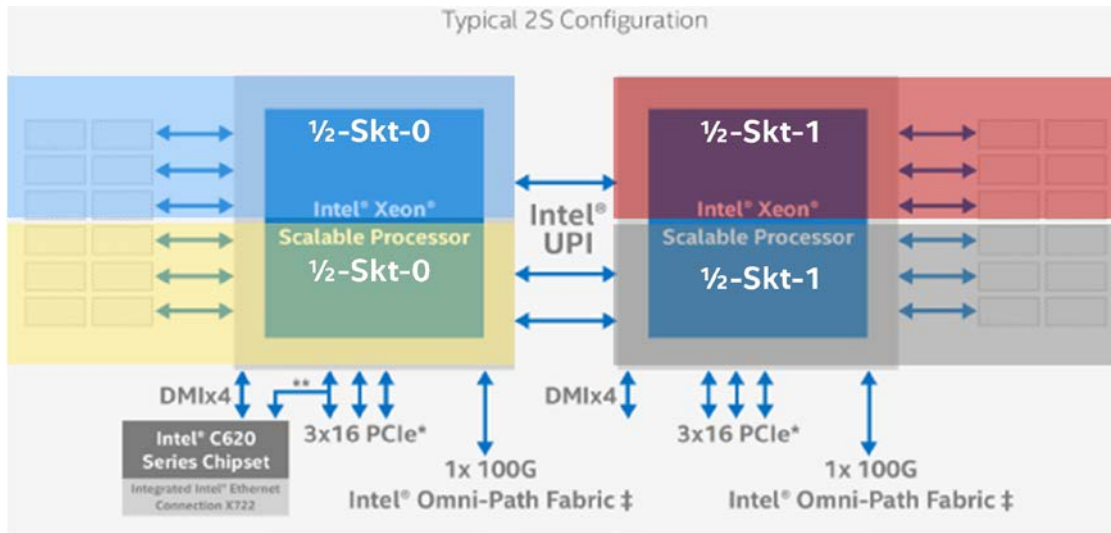 Typical 2S Configuration
½-Skt-0
½-Skt-1
Intel® Xeon®
Intel® Xeon®
Intel®
UPI
Scalable Processor
Scalable Processor
½-Skt-0
½-Skt-1
DMIx4
**
DMIx4
Intel® C620
Series Chipset
3x16 PCIe*
3x16 PCIe*
Integrated Intel® Ethernet
Connection X722
1x 100G
Intel® Omni-Path Fabric ‡
1x 100G
Intel® Omni-Path Fabric ‡